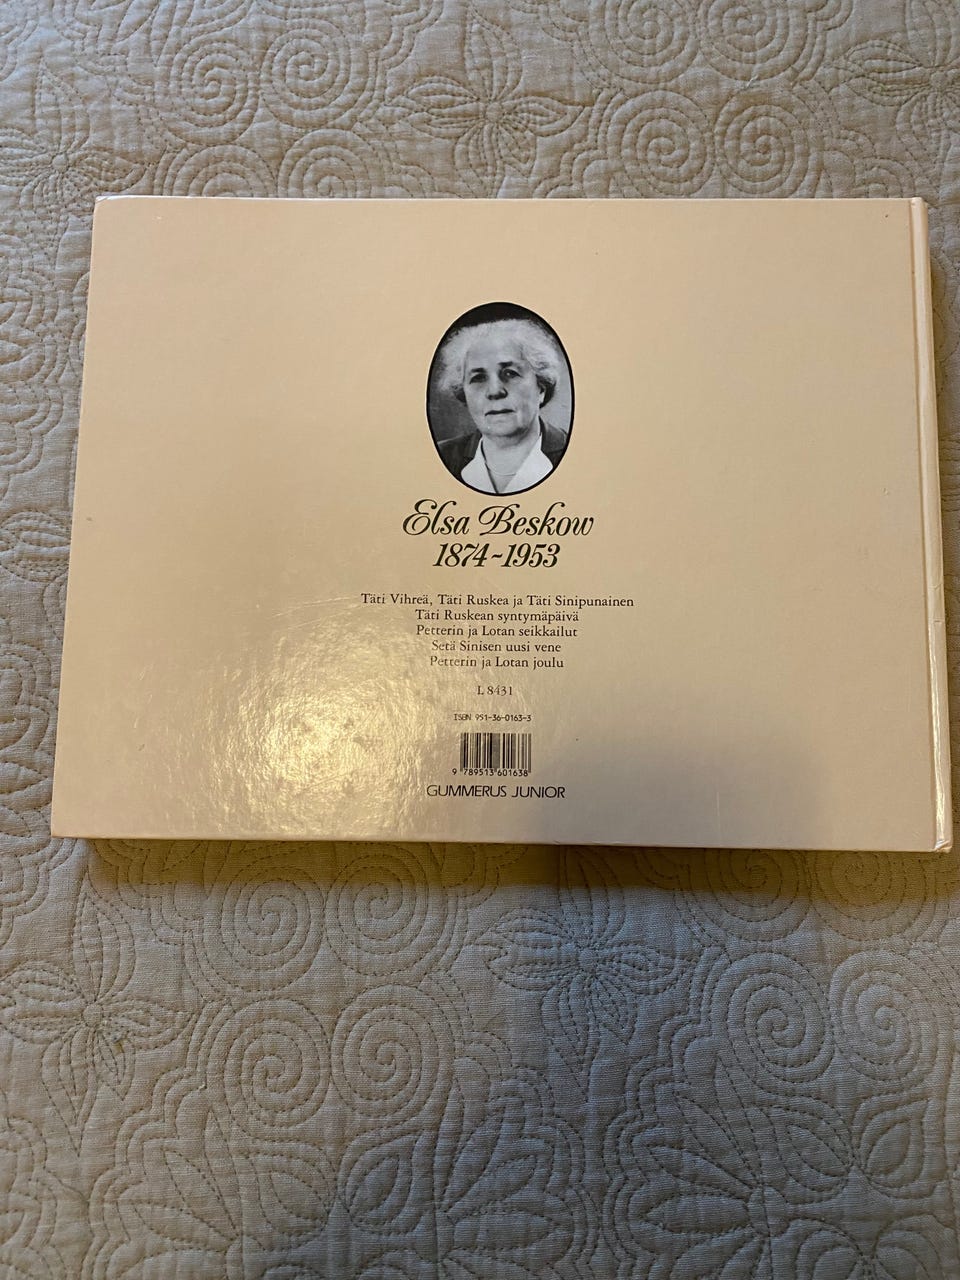 Elsa Beskow
1874-1953
Täti Vihreä, Täti Ruskea ja Täti Sinipunainen
Täti Ruskean syntymäpäivä
Petterin ja Lotan seikkailut
Setä Sinisen uusi vene
Petterin ja Lotan joulu
L 8431
ISBN 951-36-0163-3
9 789513 601638
GUMMERUS JUNIOR